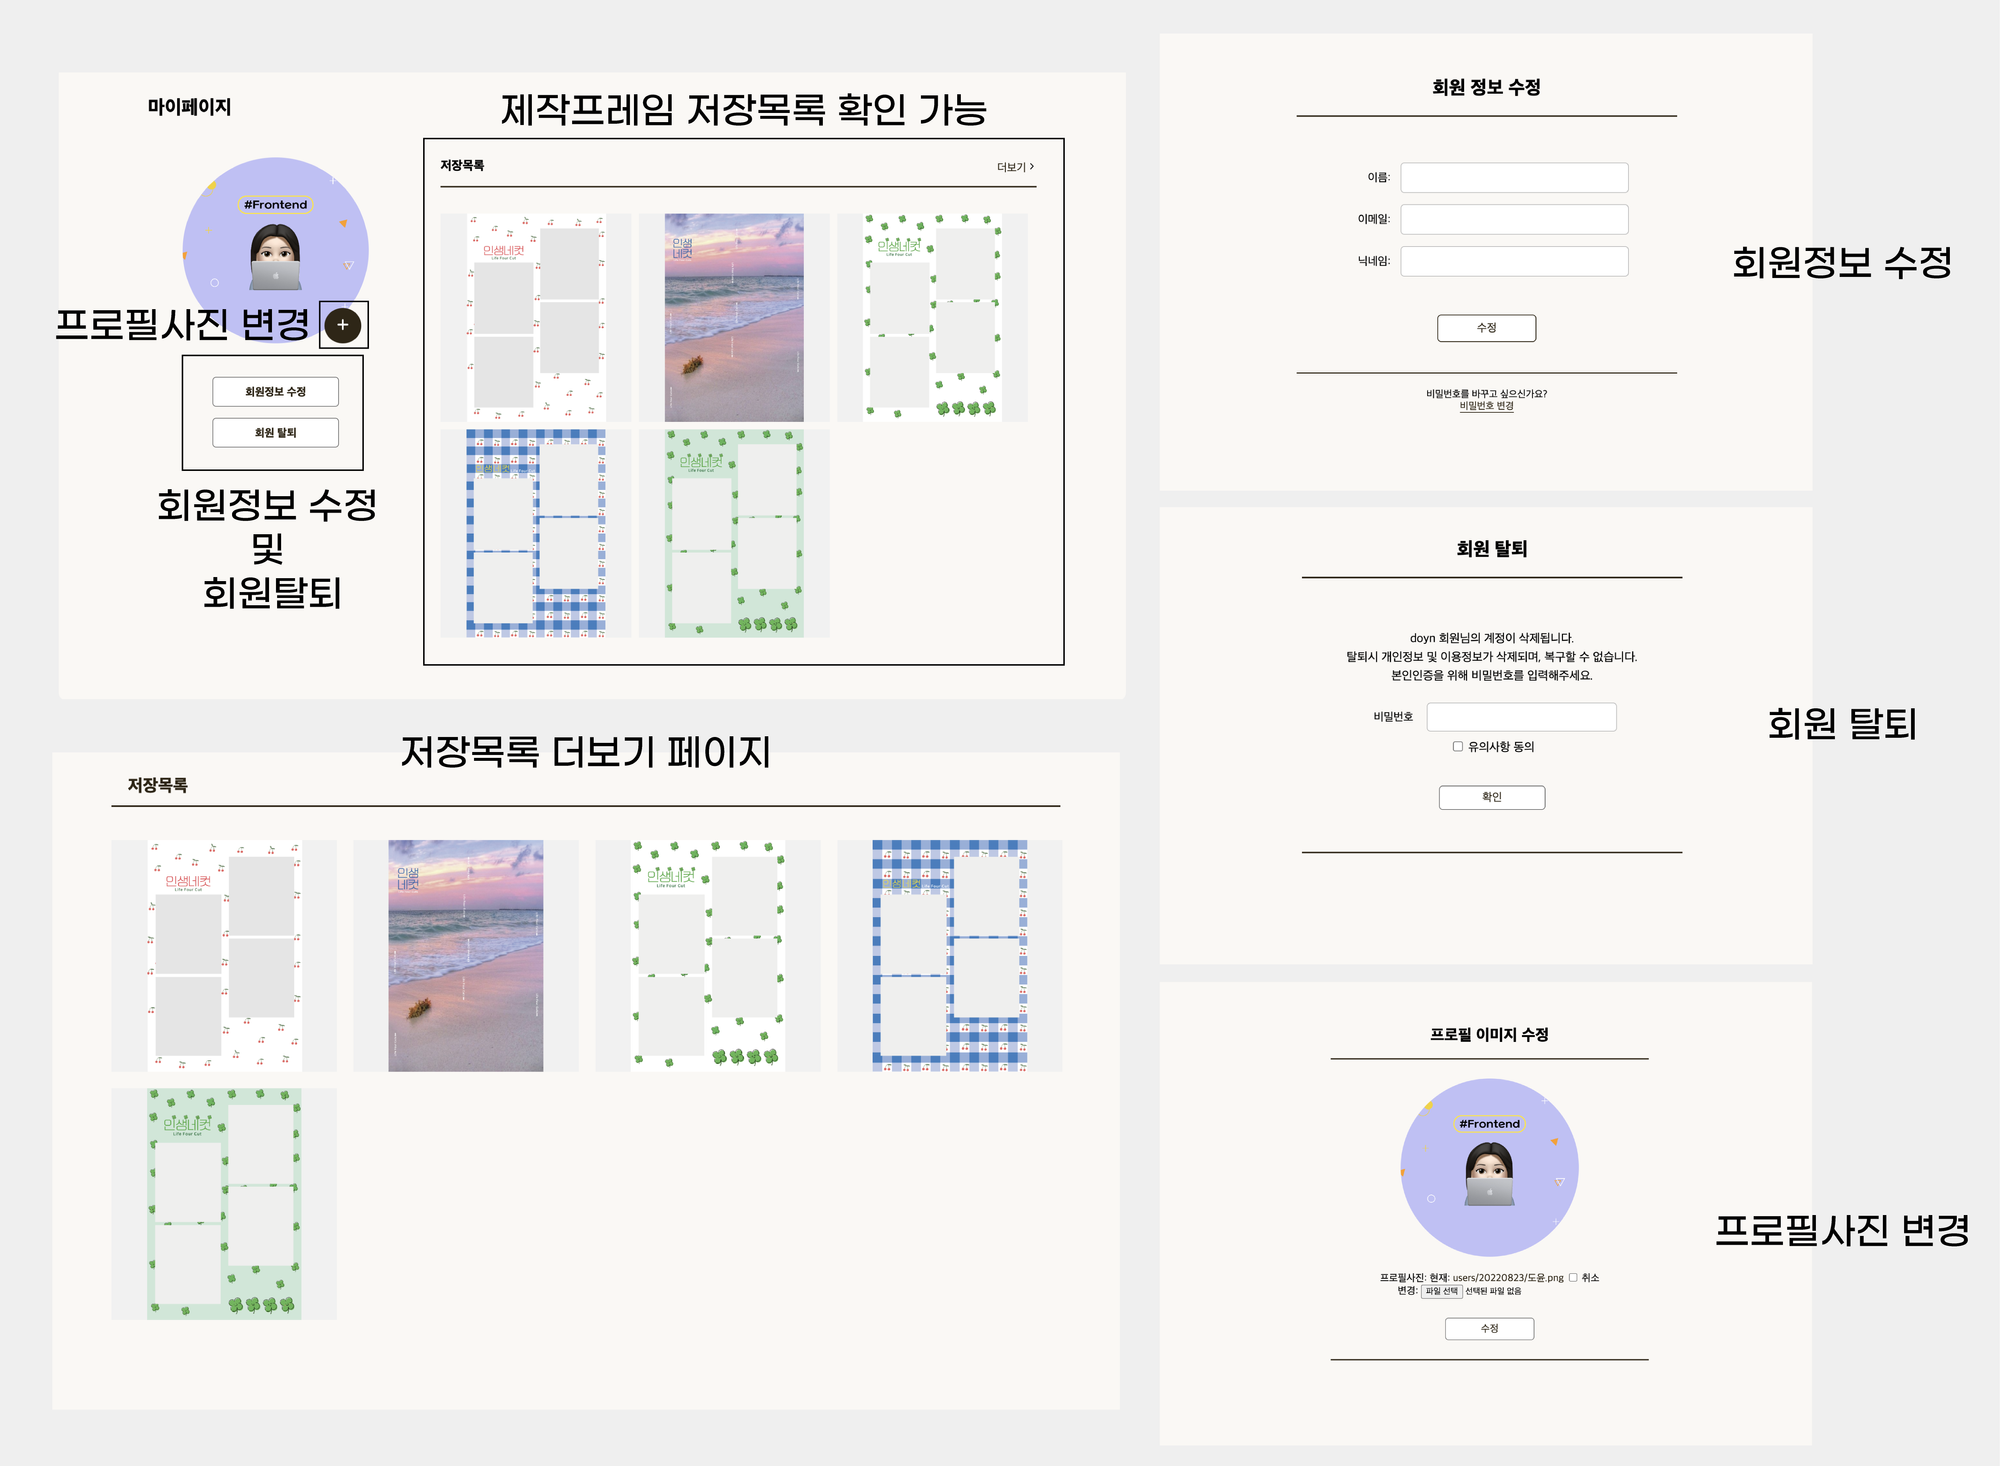 마이페이지
제작프레임 저장목록 확인 가능
#Frontend
프로필사진 변경
+
회원정보 수정
회원 탈퇴
회원정보 수정
및
회원탈퇴
저장목록
더보기 >
인생네컷
Life Four Cut
인생
네컷
인생네컷
Life Four Cut
인생네컷
인생네컷
Life Four Cut
저장목록 더보기 페이지
저장목록
인생네컷
Life Four Cut
인생
네컷
인생네컷
Life Four Cut
인생네컷
인생네컷
Life Four Cut
회원 정보 수정
이름:
이메일:
닉네임:
수정
비밀번호를 바꾸고 싶으신가요?
비밀번호 변경
회원정보 수정
회원 탈퇴
doyn 회원님의 계정이 삭제됩니다.
탈퇴시 개인정보 및 이용정보가 삭제되며, 복구할 수 없습니다.
본인인증을 위해 비밀번호를 입력해주세요.
비밀번호
유의사항 동의
확인
회원 탈퇴
프로필 이미지 수정
#Frontend
프로필사진: 현재: users/20220823/도윤.png 취소
변경: 파일 선택 선택된 파일 없음
수정
프로필사진 변경